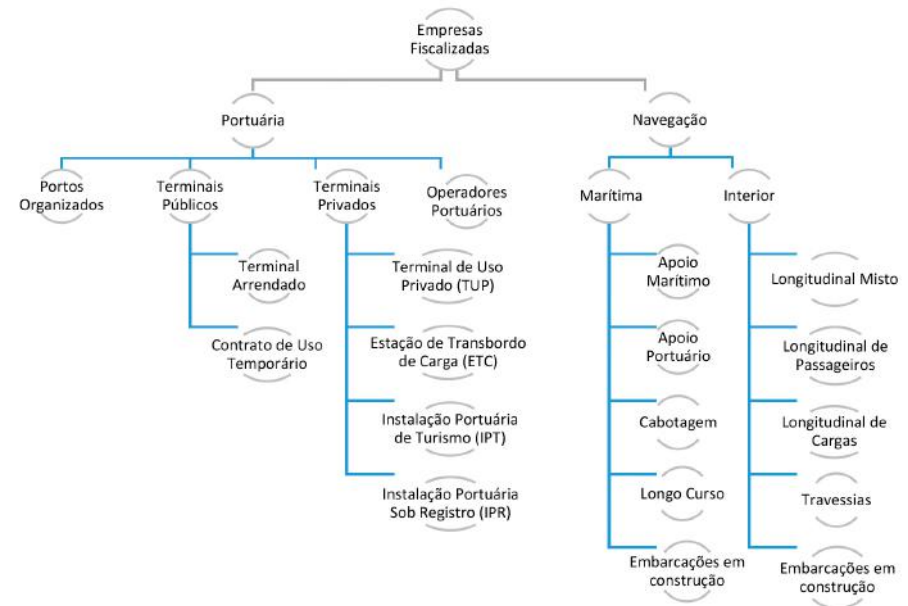 Empresas
Fiscalizadas
Portuária
Navegação
Portos
Organizados
Terminais
Públicos
Terminais
Privados
Operadores
Portuários
Marítima
Interior
Terminal
Arrendado
Contrato de Uso
Temporário
Terminal de Uso
Privado (TUP)
Estação de Transbordo
de Carga (ETC)
Instalação Portuária
de Turismo (IPT)
Instalação Portuária
Sob Registro (IPR)
Apoio
Marítimo
Apoio
Portuário
Cabotagem
Longo Curso
Embarcações em
construção
Longitudinal Misto
Longitudinal de
Passageiros
Longitudinal de
Cargas
Travessias
Embarcações em
construção